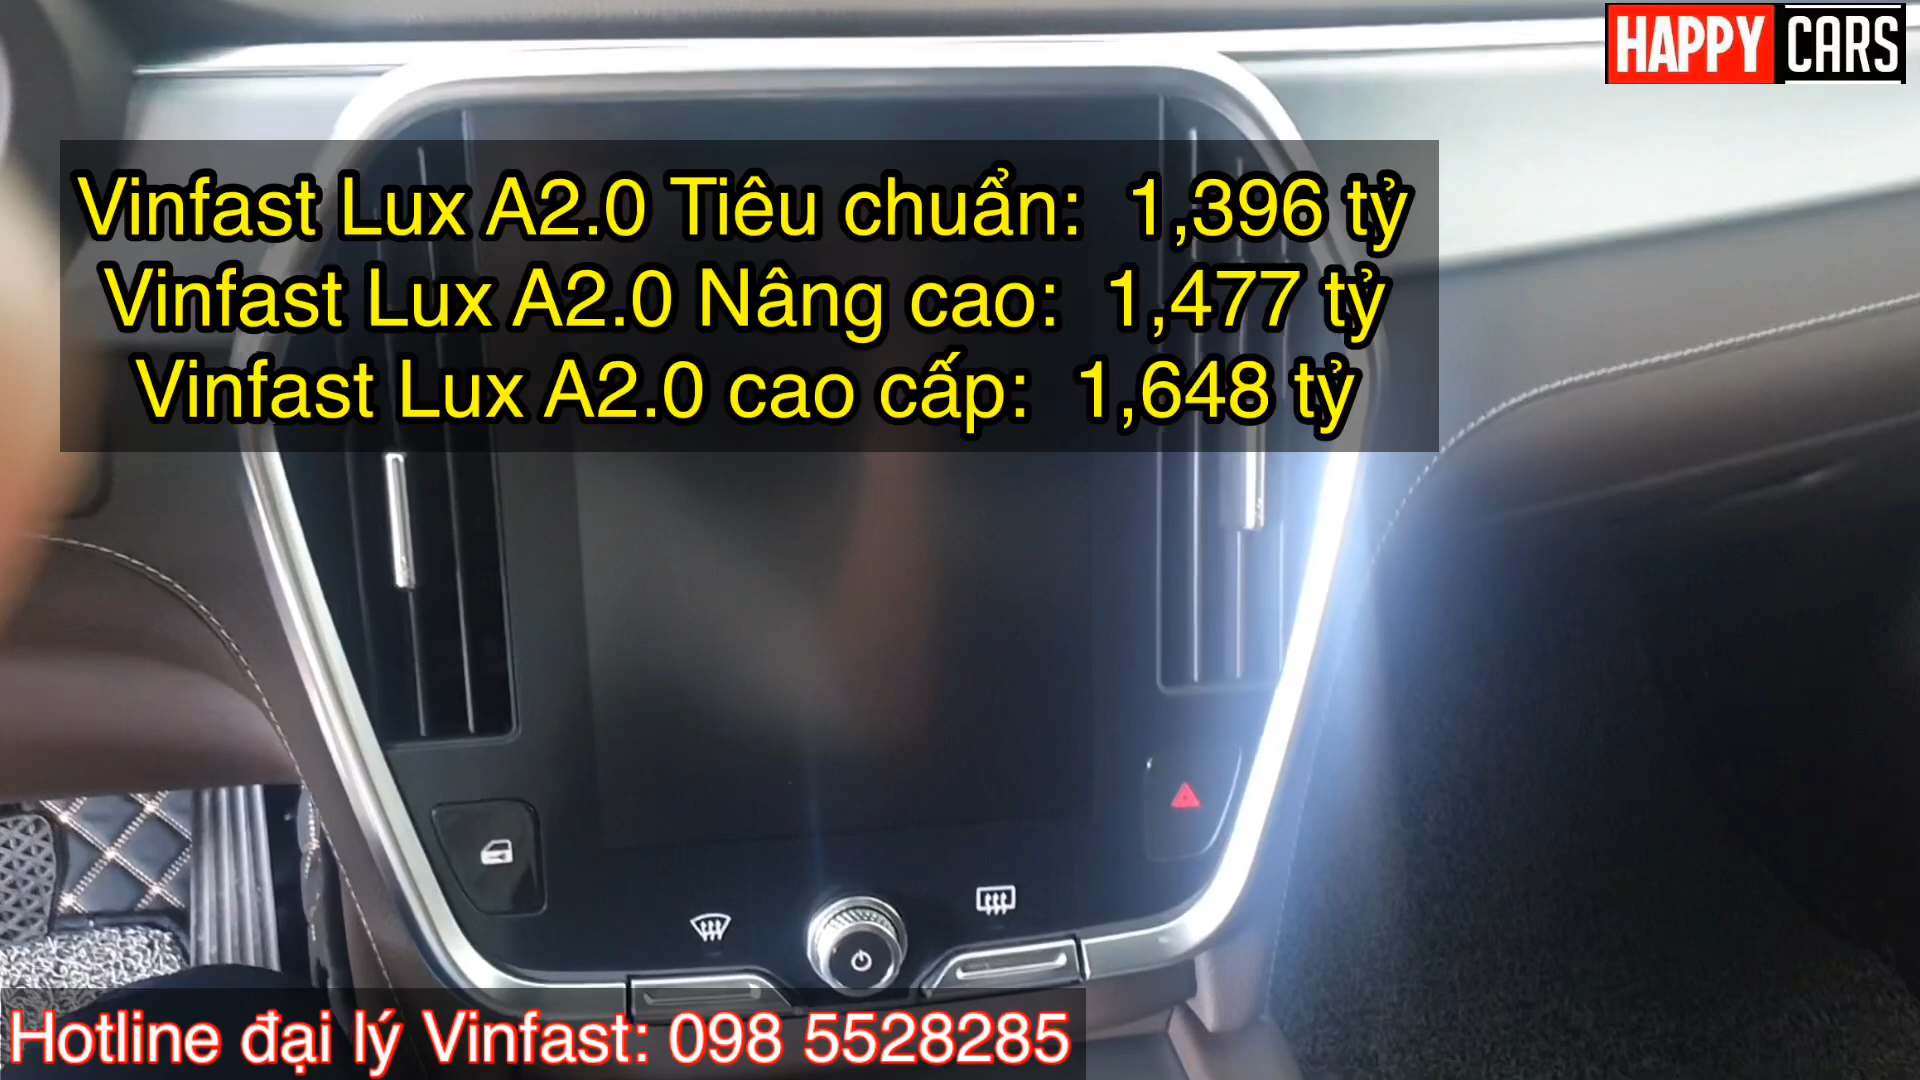 HAPPY CARS
Vinfast Lux A2.0 Tiêu chuẩn: 1,396 tỷ
Vinfast Lux A2.0 Nâng cao: 1,477 tỷ
Vinfast Lux A2.0 cao cấp: 1,648 tỷ
Hotline đại lý Vinfast: 098 5528285